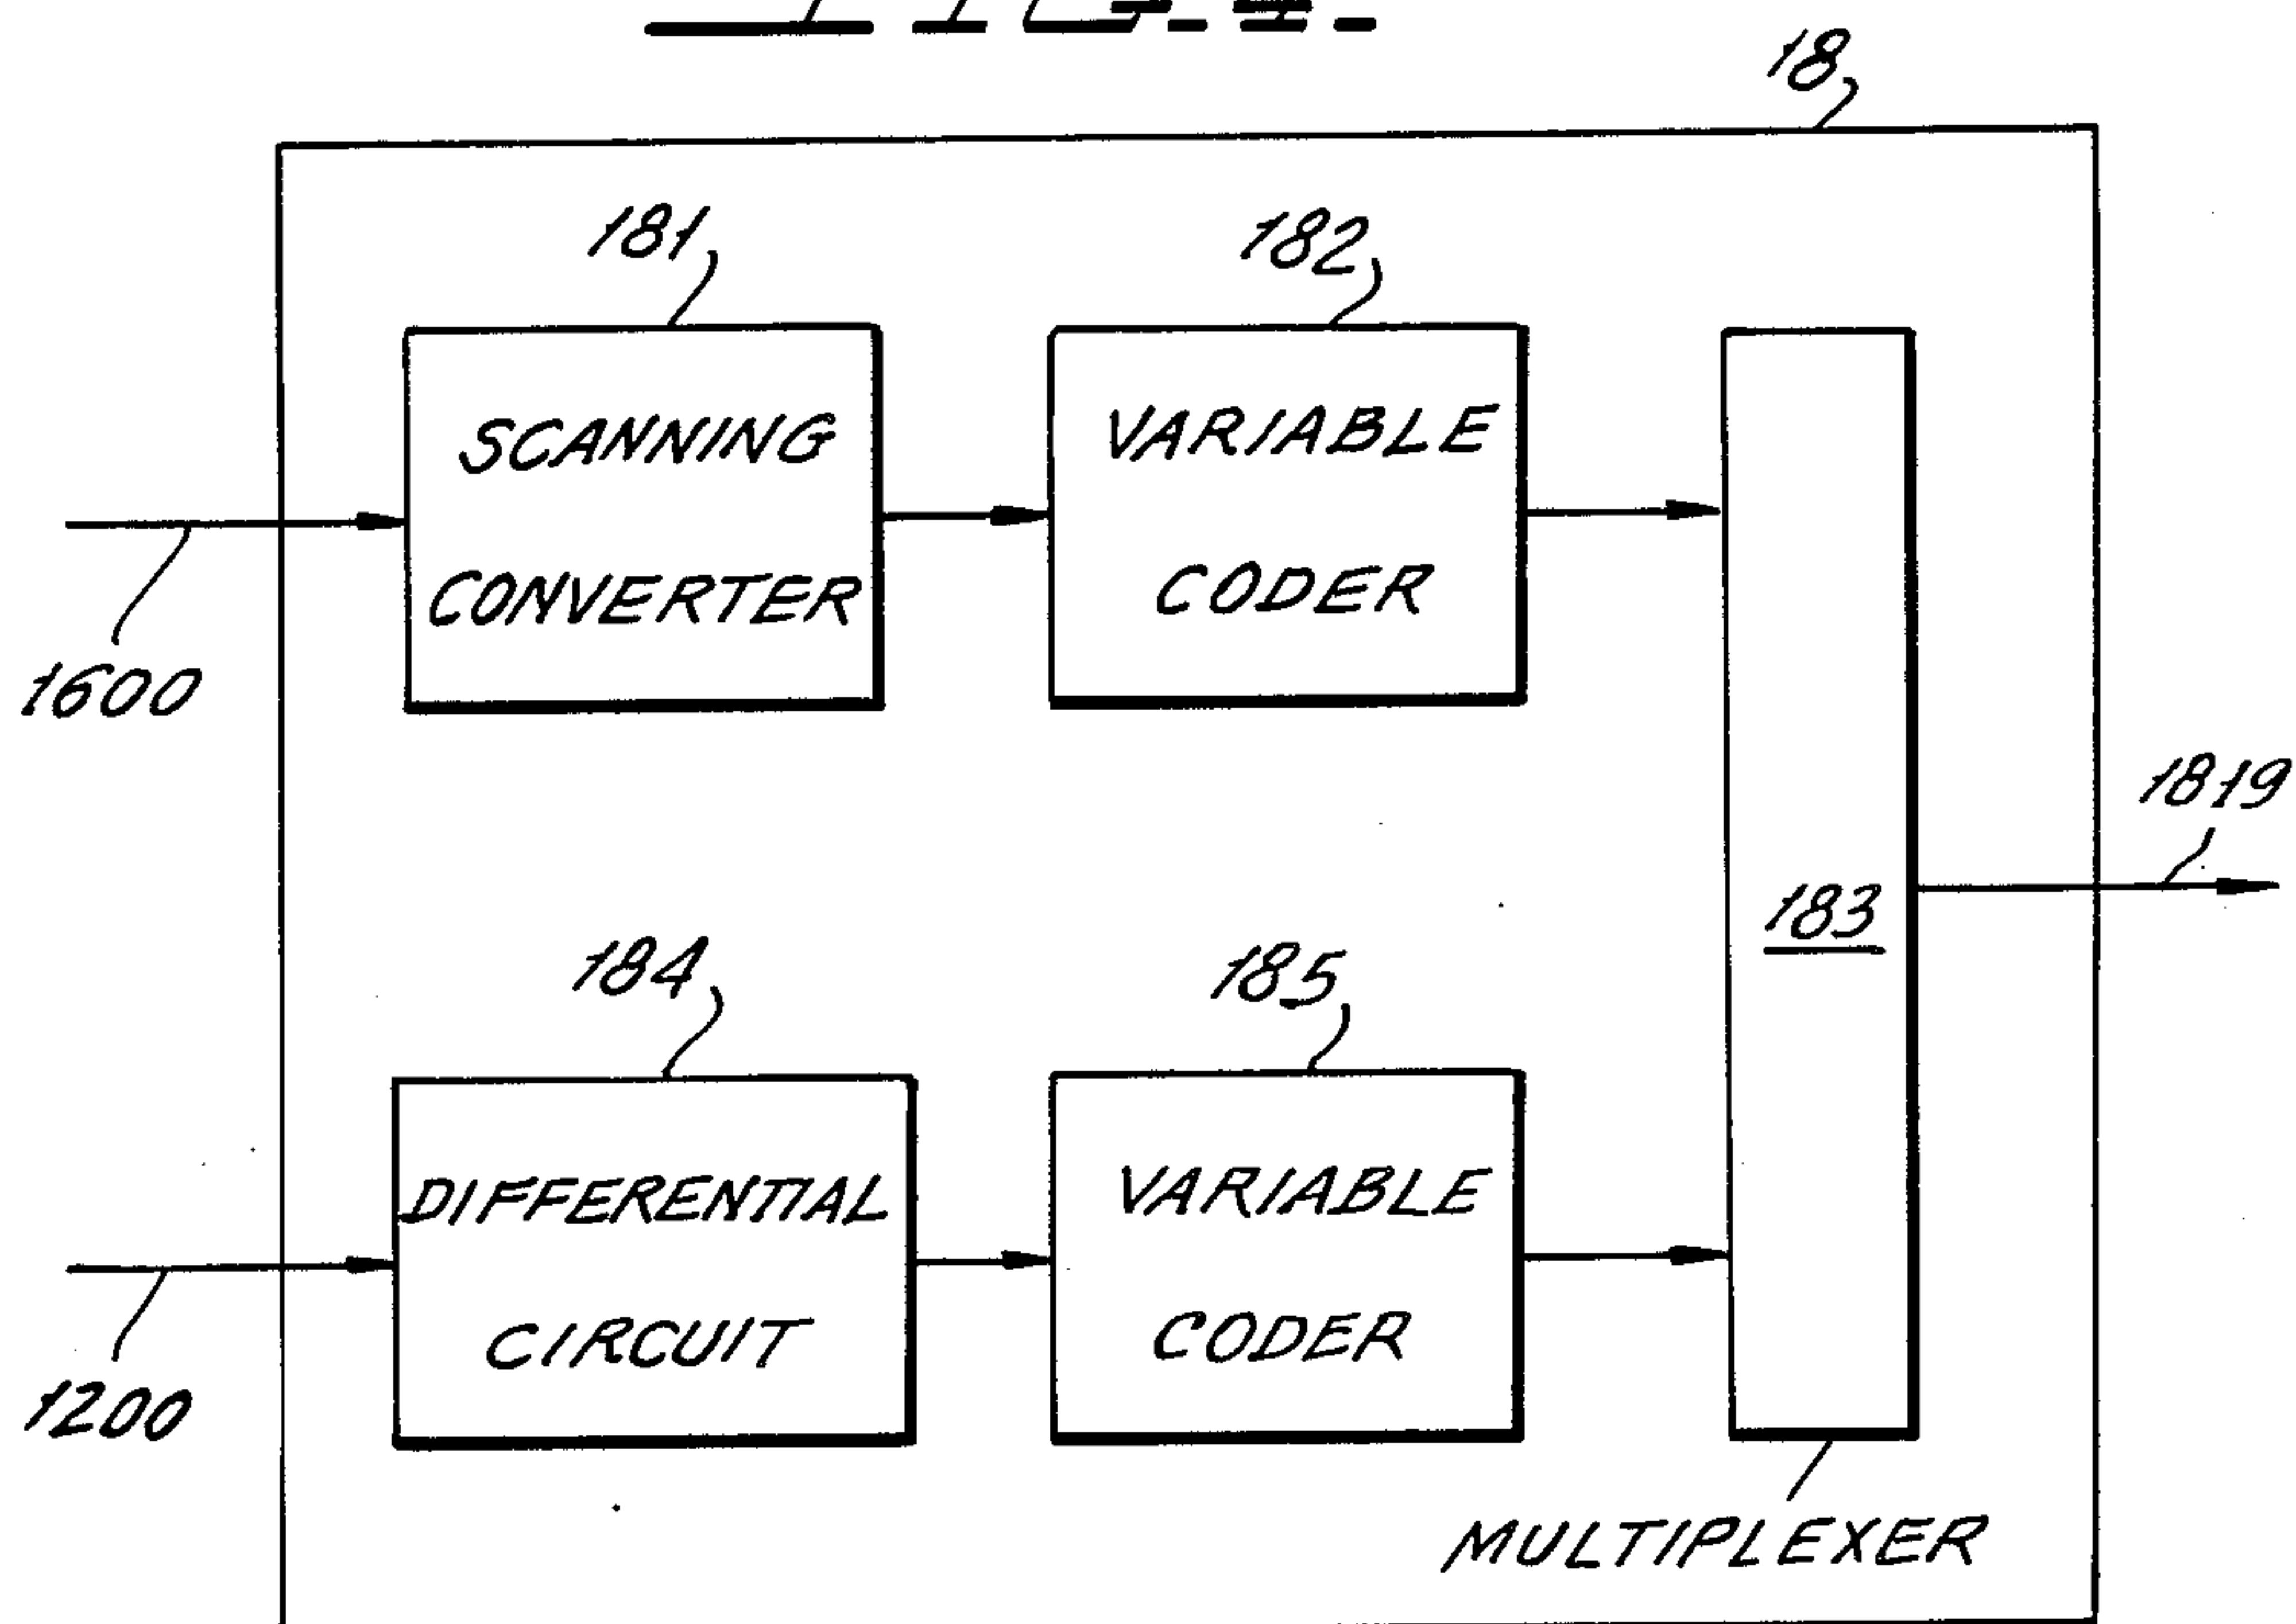 18
181
182
SCANNING
CONVERTER
VARIABLE
CODER
1600
1819
183
184
185
DIFFERENTIAL
CIRCUIT
VARIABLE
CODER
1200
MULTIPLEXER